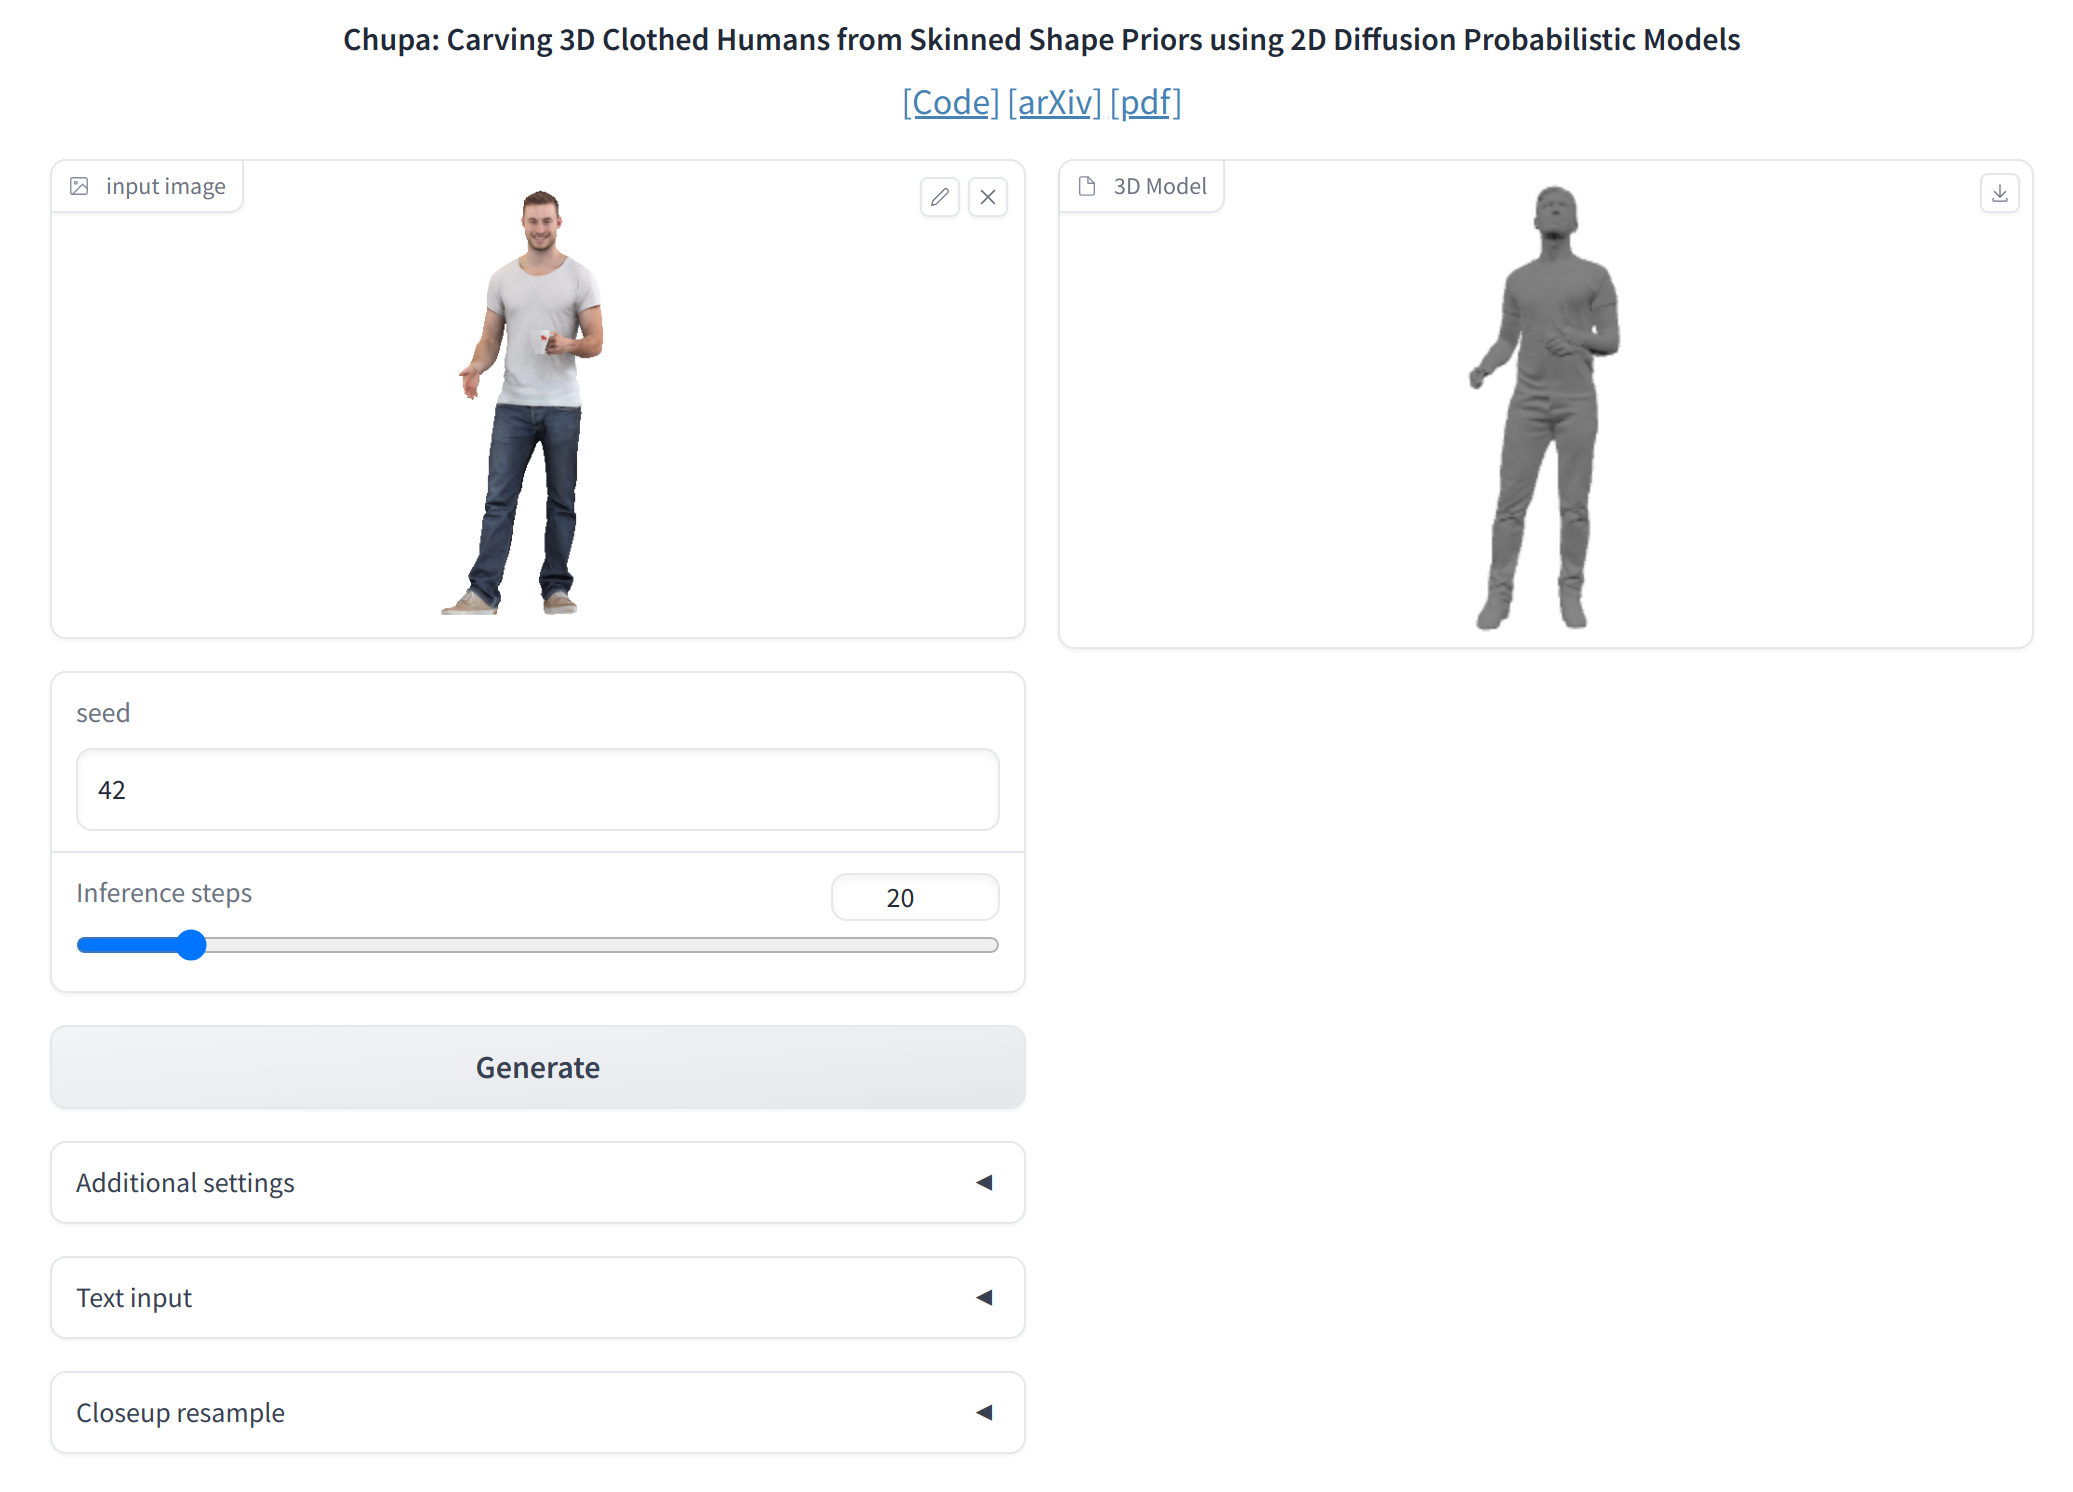 Chupa: Carving 3D Clothed Humans from Skinned Shape Priors using 2D Diffusion Probabilistic Models
[Code] [arXiv] [pdf]
input image
3D Model
seed
42
Inference steps
20
Generate
Additional settings
Text input
Closeup resample